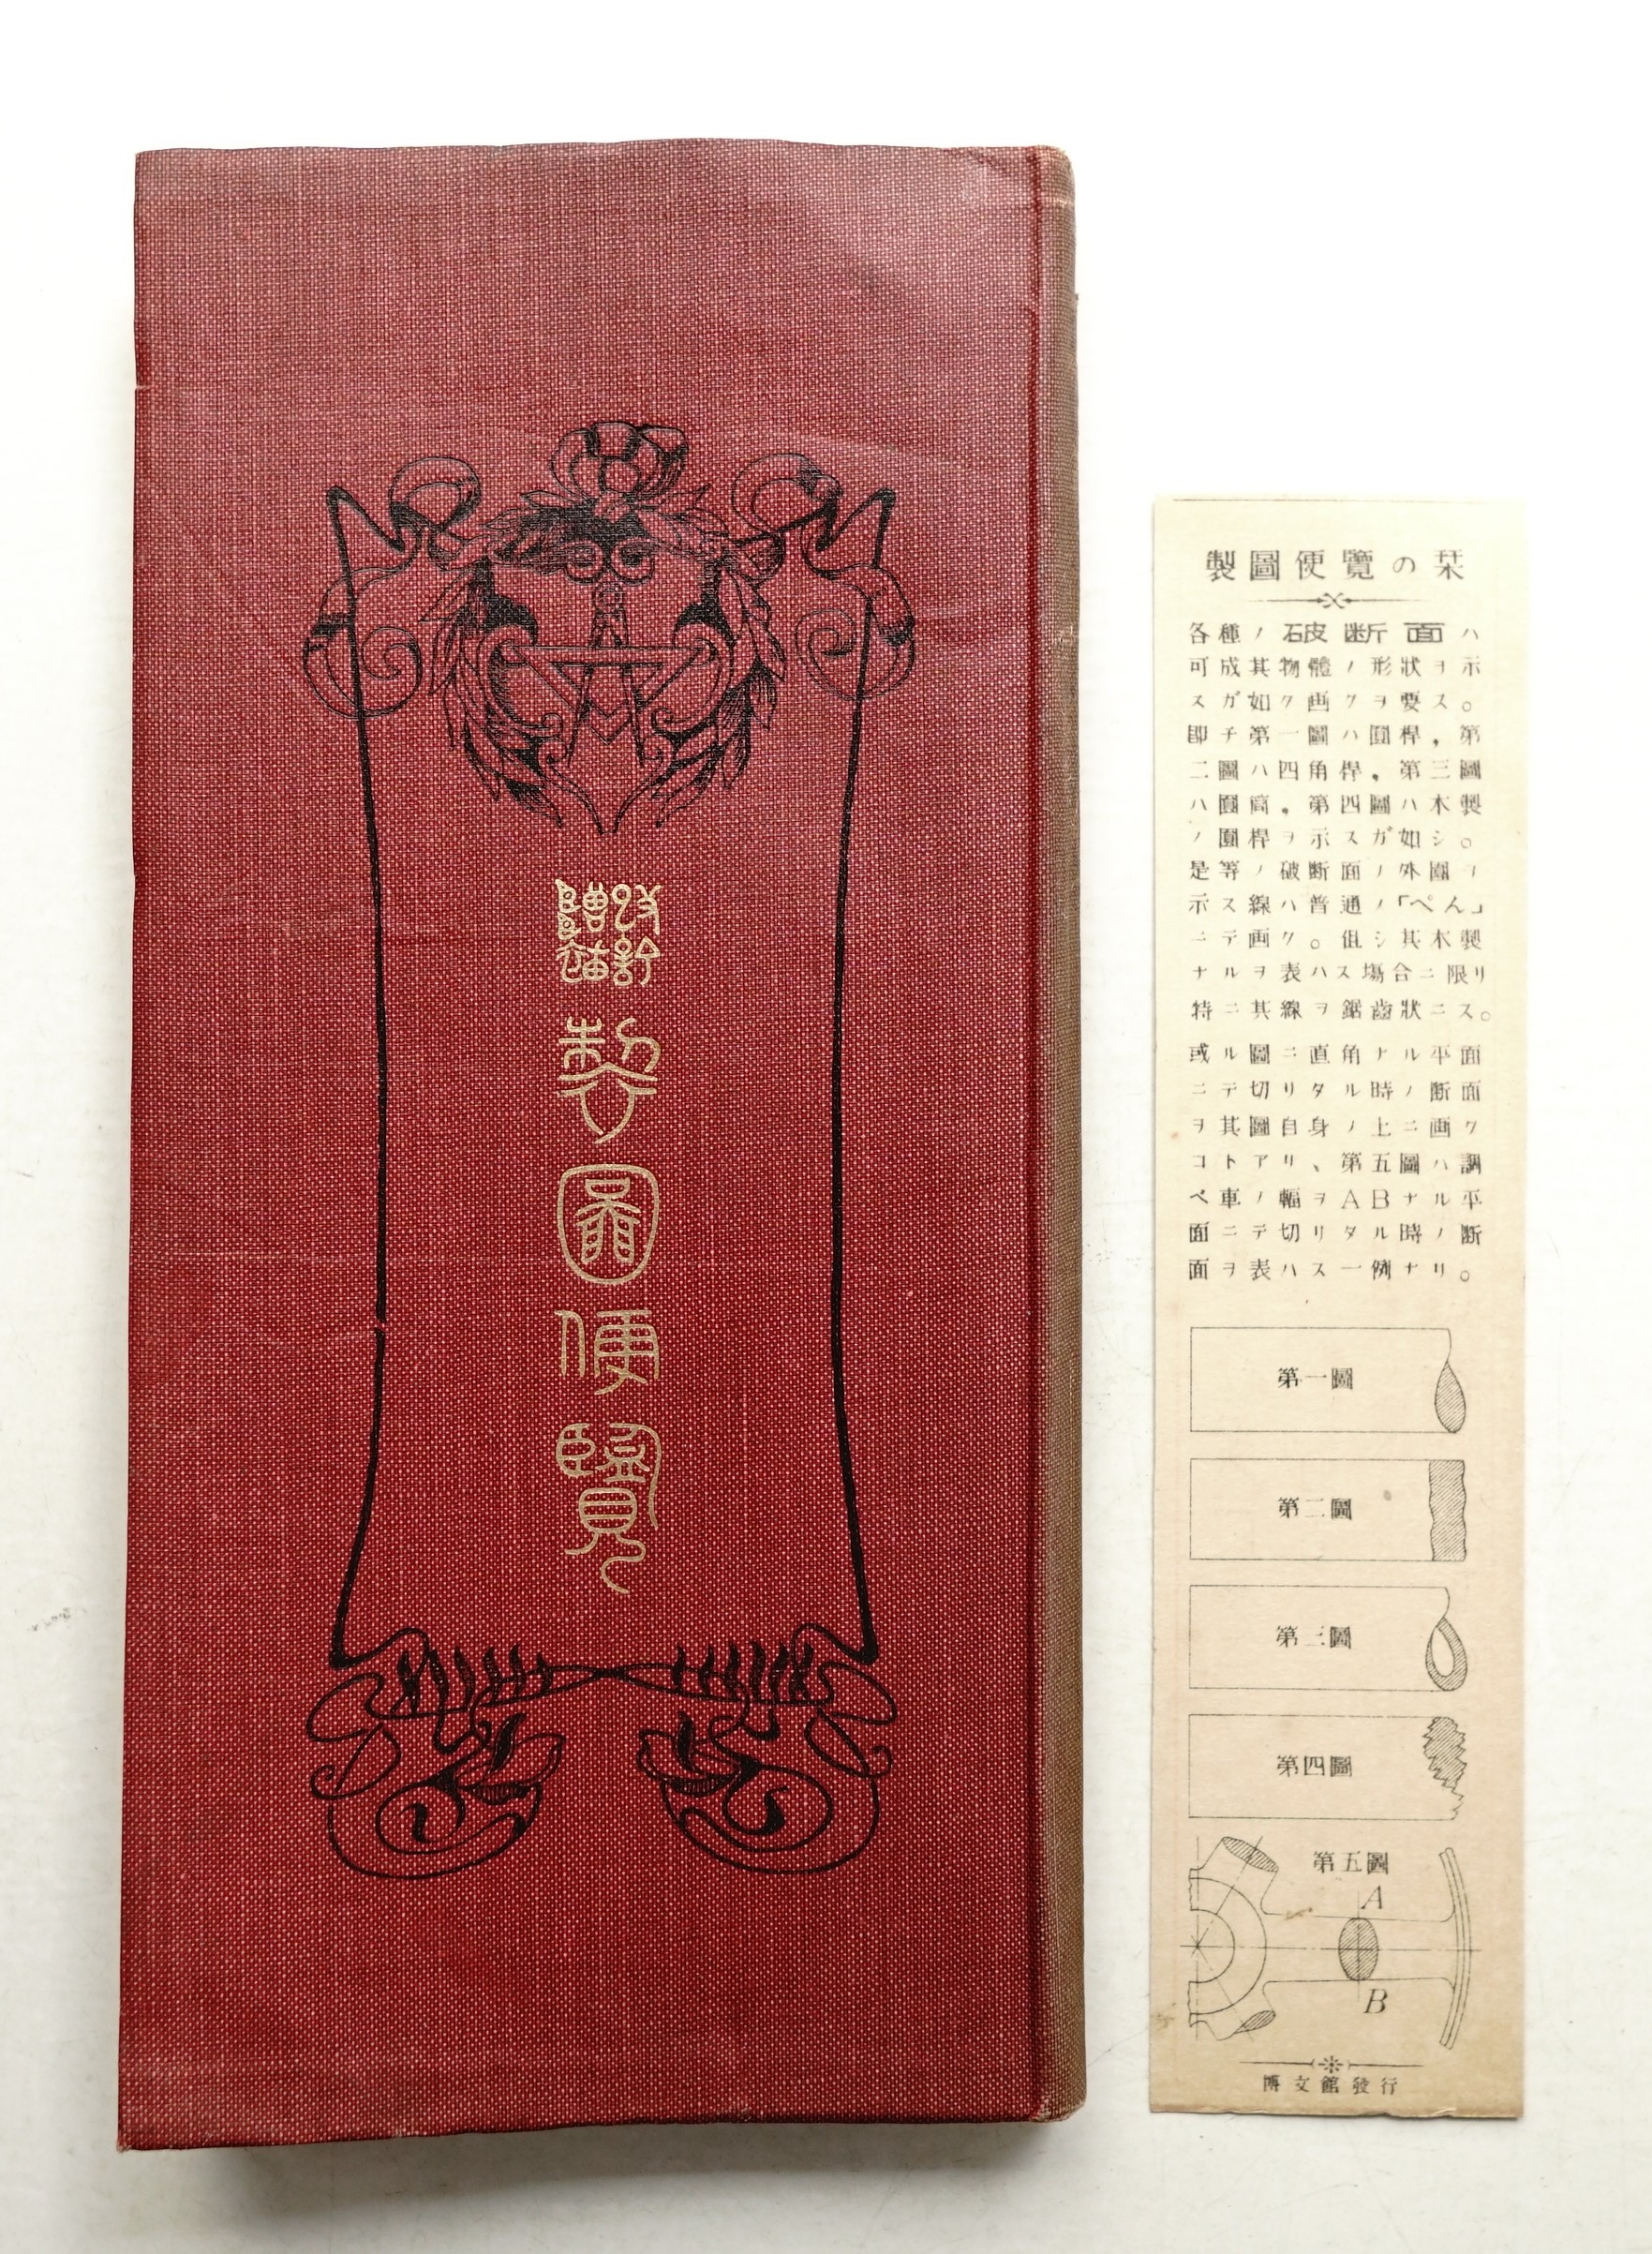 改訂
增補
製圖便覽
製圖便覽の栞
各種ノ破斷面ハ
可成其物體ノ形狀ヲ示
スガ如ク画クヲ要ス。
即チ第一圖ハ圓桿，第
二圖ハ四角桿，第三圖
ハ圓筒，第四圖ハ木製
ノ圓桿ヲ示スガ如シ。
是等ノ破断面ノ外圍ヲ
示ス線ハ普通ノ「ぺん」
ニテ画ク。但シ其木製
ナルヲ表ハス塲合ニ限リ
特ニ其線ヲ鋸齒狀ニス。
或ル圖ニ直角ナル平面
ニテ切リタル時ノ断面
ヲ其圖自身ノ上ニ画ク
コトアリ、第五圖ハ調
べ車ノ輻ヲABナル平
面ニテ切リタル時ノ断
面ヲ表ハス一例ナリ。
第一圖
第二圖
第三圖
第四圖
第五圖
A
B
博文館發行